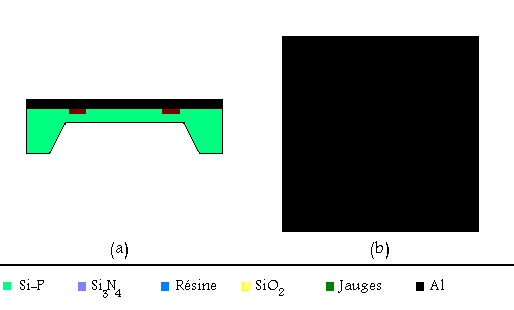 (a) (b)
Si-P Si₃N₄ Résine SiO₂ Jauges Al